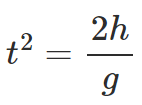 t² = 2h/g